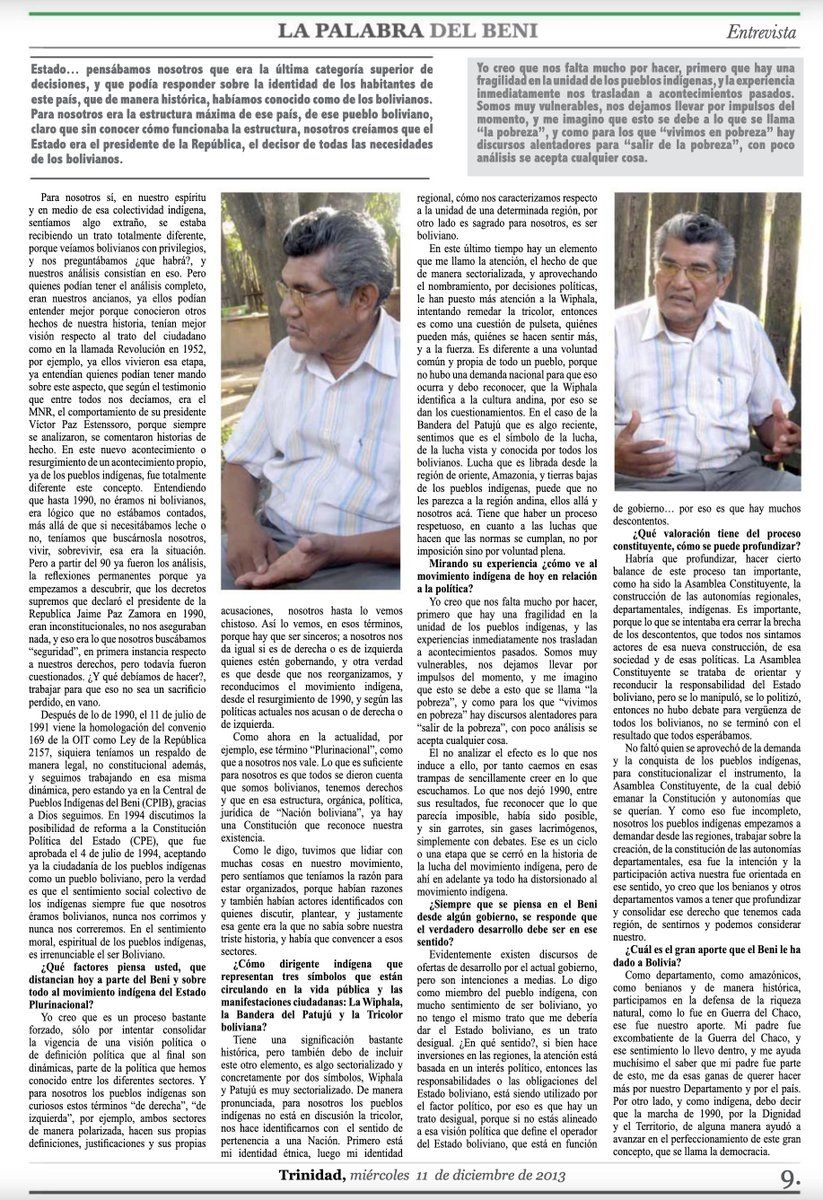 LA PALABRA DEL BENI
Entrevista
Estado… pensábamos nosotros que era la última categoría superior de
decisiones, y que podía responder sobre la identidad de los habitantes
de este país, que de manera histórica, habíamos conocido como de los bolivianos.
Para nosotros era la estructura máxima de ese país, de ese pueblo boliviano,
claro que sin conocer cómo funcionaba la estructura, nosotros creíamos que el
Estado era el presidente de la República, el decisor de todas las necesidades
de los bolivianos.
Yo creo que nos falta mucho por hacer, primero que hay una
fragilidad en la unidad de los pueblos indígenas, y la experiencia
inmediatamente nos trasladan a acontecimientos pasados.
Somos muy vulnerables, nos dejamos llevar por impulsos del
momento, y me imagino que esto se debe a lo que se llama
“la pobreza”, y como para los que “vivimos en pobreza” hay
discursos alentadores para “salir de la pobreza”, con poco
análisis se acepta cualquier cosa.
Para nosotros sí, en nuestro espíritu
y en medio de esa colectividad indígena,
sentíamos algo extraño, se estaba
recibiendo un trato totalmente diferente,
porque veíamos bolivianos con privilegios,
y nos preguntábamos ¿que habrá?, y
nuestros análisis consistían en eso. Pero
quienes podían tener el análisis completo,
eran nuestros ancianos, ya ellos podían
entender mejor porque conocieron otros
hechos de nuestra historia, tenían mejor
visión respecto al trato del ciudadano
como en la llamada Revolución en 1952,
por ejemplo, ya ellos vivieron esa etapa,
ya entendían quienes podían tener mando
sobre este aspecto, que según el testimonio
que entre todos nos decíamos, era el
MNR, el comportamiento de su presidente
Víctor Paz Estenssoro, porque siempre
se analizaron, se comentaron historias de
hecho. En este nuevo acontecimiento o
resurgimiento de un acontecimiento propio,
ya de los pueblos indígenas, fue totalmente
diferente este concepto. Entendiendo
que hasta 1990, no éramos ni bolivianos,
era lógico que no estábamos contados,
más allá de que si necesitábamos leche o
no, teníamos que buscárnosla nosotros,
vivir, sobrevivir, esa era la situación.
Pero a partir del 90 ya fueron los análisis,
la reflexiones permanentes porque ya
empezamos a descubrir, que los decretos
supremos que declaró el presidente de la
Republica Jaime Paz Zamora en 1990,
eran inconstitucionales, no nos aseguraban
nada, y eso era lo que nosotros buscábamos
“seguridad”, en primera instancia respecto
a nuestros derechos, pero todavía fueron
cuestionados. ¿Y qué debíamos de hacer?,
trabajar para que eso no sea un sacrificio
perdido, en vano.
Después de lo de 1990, el 11 de julio de
1991 viene la homologación del convenio
169 de la OIT como Ley de la República
2157, siquiera teníamos un respaldo de
manera legal, no constitucional además,
y seguimos trabajando en esa misma
dinámica, pero estando ya en la Central de
Pueblos Indígenas del Beni (CPIB), gracias
a Dios seguimos. En 1994 discutimos la
posibilidad de reforma a la Constitución
Política del Estado (CPE), que fue
aprobada el 4 de julio de 1994, aceptando
ya la ciudadanía de los pueblos indígenas
como un pueblo boliviano, pero la verdad
es que el sentimiento social colectivo de
los indígenas siempre fue que nosotros
éramos bolivianos, nunca nos corrimos y
nunca nos correremos. En el sentimiento
moral, espiritual de los pueblos indígenas,
es irrenunciable el ser Boliviano.
¿Qué factores piensa usted, que
distancian hoy a parte del Beni y sobre
todo al movimiento indígena del Estado
Plurinacional?
Yo creo que es un proceso bastante
forzado, sólo por intentar consolidar
la vigencia de una visión política o
de definición política que al final son
dinámicas, parte de la política que hemos
conocido entre los diferentes sectores. Y
para nosotros los pueblos indígenas son
curiosos estos términos “de derecha”, “de
izquierda”, por ejemplo, ambos sectores
de manera polarizada, hacen sus propias
definiciones, justificaciones y sus propias
acusaciones, nosotros hasta lo vemos
chistoso. Así lo vemos, en esos términos,
porque hay que ser sinceros; a nosotros nos
da igual si es de derecha o es de izquierda
quienes estén gobernando, y otra verdad
es que desde que nos reorganizamos, y
reconducimos el movimiento indígena,
desde el resurgimiento de 1990, y según las
políticas actuales nos acusan o de derecha o
de izquierda.
Como ahora en la actualidad, por
ejemplo, ese término “Plurinacional”, como
que a nosotros nos vale. Lo que es suficiente
para nosotros es que todos se dieron cuenta
que somos bolivianos, tenemos derechos
y que en esa estructura, orgánica, política,
jurídica de “Nación boliviana”, ya hay
una Constitución que reconoce nuestra
existencia.
Como le digo, tuvimos que lidiar con
muchas cosas en nuestro movimiento,
pero sentíamos que teníamos la razón para
estar organizados, porque habían razones
y también habían actores identificados con
quienes discutir, plantear, y justamente
esa gente era la que no sabía sobre nuestra
triste historia, y había que convencer a esos
sectores.
¿Cómo dirigente indígena que
representan tres símbolos que están
circulando en la vida pública y las
manifestaciones ciudadanas: La Wiphala,
la Bandera del Patujú y la Tricolor
boliviana?
Tiene una significación bastante
histórica, pero también debo de incluir
este otro elemento, es algo sectorializado y
concretamente por dos símbolos, Wiphala
y Patujú es muy sectorializado. De manera
pronunciada, para nosotros los pueblos
indígenas no está en discusión la tricolor,
nos hace identificarnos con el sentido de
pertenencia a una Nación. Primero está
mi identidad étnica, luego mi identidad
regional, cómo nos caracterizamos respecto
a la unidad de una determinada región, por
otro lado es sagrado para nosotros, es ser
boliviano.
En este último tiempo hay un elemento
que me llamo la atención, el hecho de que
de manera sectorializada, y aprovechando
el nombramiento, por decisiones políticas,
le han puesto más atención a la Wiphala,
intentando remedar la tricolor, entonces
es como una cuestión de pulseta, quiénes
pueden más, quiénes se hacen sentir más,
y a la fuerza. Es diferente a una voluntad
común y propia de todo un pueblo, porque
no hubo una demanda nacional para que eso
ocurra y debo reconocer, que la Wiphala
identifica a la cultura andina, por eso se
dan los cuestionamientos. En el caso de la
Bandera del Patujú que es algo reciente,
sentimos que es el símbolo de la lucha,
de la lucha vista y conocida por todos los
bolivianos. Lucha que es librada desde la
región de oriente, Amazonia, y tierras bajas
de los pueblos indígenas, puede que no
les parezca a la región andina, ellos allá y
nosotros acá. Tiene que haber un proceso
respetuoso, en cuanto a las luchas que
hacen que las normas se cumplan, no por
imposición sino por voluntad plena.
Mirando su experiencia ¿cómo ve al
movimiento indígena de hoy en relación
a la política?
Yo creo que nos falta mucho por hacer,
primero que hay una fragilidad en la
unidad de los pueblos indígenas, y las
experiencias inmediatamente nos trasladan
a acontecimientos pasados. Somos muy
vulnerables, nos dejamos llevar por
impulsos del momento, y me imagino que
esto se debe a esto que se llama “la
pobreza”, y como para los que “vivimos
en pobreza” hay discursos alentadores para
“salir de la pobreza”, con poco análisis se
acepta cualquier cosa.
El no analizar el efecto es lo que nos
induce a ello, por tanto caemos en esas
trampas de sencillamente creer en lo que
escuchamos. Lo que nos dejó 1990, entre
sus resultados, fue reconocer que lo que
parecía imposible, había sido posible,
y sin garrotes, sin gases lacrimógenos,
simplemente con debates. Ese es un ciclo
o una etapa que se cerró en la historia de
la lucha del movimiento indígena, pero de
ahí en adelante ya todo ha distorsionado al
movimiento indígena.
¿Siempre que se piensa en el Beni
desde algún gobierno, se responde que
el verdadero desarrollo debe ser en ese
sentido?
Evidentemente existen discursos de
ofertas de desarrollo por el actual gobierno,
pero son intenciones a medias. Lo digo
como miembro del pueblo indígena, con
mucho sentimiento de ser boliviano, yo
no tengo el mismo trato que me debería
dar el Estado boliviano, es un trato
desigual. ¿En qué sentido?, si bien hace
inversiones en las regiones, la atención está
basada en un interés político, entonces las
responsabilidades o las obligaciones del
Estado boliviano, está siendo utilizado por
el factor político, por eso es que hay un
trato desigual, porque si no estás alineado
a esa visión política que define el operador
del Estado boliviano, que está en función
de gobierno… por eso es que hay muchos
descontentos.
¿Qué valoración tiene del proceso
constituyente, cómo se puede profundizar?
Habría que profundizar, hacer cierto
balance de este proceso tan importante,
como ha sido la Asamblea Constituyente, la
construcción de las autonomías regionales,
departamentales, indígenas. Es importante,
porque lo que se intentaba era cerrar la brecha
de los descontentos, que todos nos sintamos
actores de esa nueva construcción, de esa
sociedad y de esas políticas. La Asamblea
Constituyente se trataba de orientar y
reconducir la responsabilidad del Estado
boliviano, pero se lo manipuló, se lo politizó,
entonces no hubo debate para vergüenza de
todos los bolivianos, no se terminó con el
resultado que todos esperábamos.
No faltó quien se aprovechó de la demanda
y la conquista de los pueblos indígenas,
para constitucionalizar el instrumento, la
Asamblea Constituyente, de la cual debió
emanar la Constitución y autonomías que
se querían. Y como eso fue incompleto,
nosotros los pueblos indígenas empezamos a
demandar desde las regiones, trabajar sobre la
creación, de la constitución de las autonomías
departamentales, esa fue la intención y la
participación activa nuestra fue orientada en
ese sentido, yo creo que los benianos y otros
departamentos vamos a tener que profundizar
y consolidar ese derecho que tenemos cada
región, de sentirnos y podemos considerar
nuestro.
¿Cuál es el gran aporte que el Beni le ha
dado a Bolivia?
Como departamento, como amazónicos,
como benianos y de manera histórica,
participamos en la defensa de la riqueza
natural, como lo fue en Guerra del Chaco,
ese fue nuestro aporte. Mi padre fue
excombatiente de la Guerra del Chaco, y
ese sentimiento lo llevo dentro, y me ayuda
muchísimo el saber que mi padre fue parte
de esto, me da esas ganas de querer hacer
más por nuestro Departamento y por el país.
Por otro lado, y como indígena, debo decir
que la marcha de 1990, por la Dignidad
y el Territorio, de alguna manera ayudó a
avanzar en el perfeccionamiento de este gran
concepto, que se llama la democracia.
Trinidad, miércoles 11 de diciembre de 2013
9.